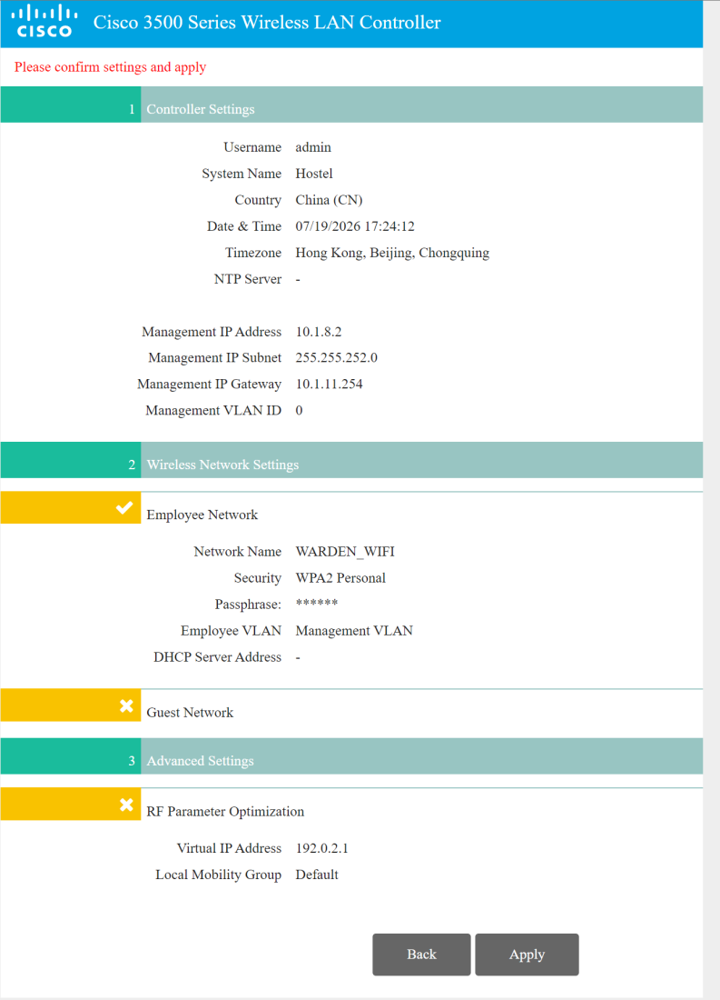 CISCO Cisco 3500 Series Wireless LAN Controller
Please confirm settings and apply
1 Controller Settings
Username admin
System Name Hostel
Country China (CN)
Date & Time 07/19/2026 17:24:12
Timezone Hong Kong, Beijing, Chongquing
NTP Server -
Management IP Address 10.1.8.2
Management IP Subnet 255.255.252.0
Management IP Gateway 10.1.11.254
Management VLAN ID 0
2 Wireless Network Settings
Employee Network
Network Name WARDEN_WIFI
Security WPA2 Personal
Passphrase: ******
Employee VLAN Management VLAN
DHCP Server Address -
Guest Network
3 Advanced Settings
RF Parameter Optimization
Virtual IP Address 192.0.2.1
Local Mobility Group Default
Back Apply